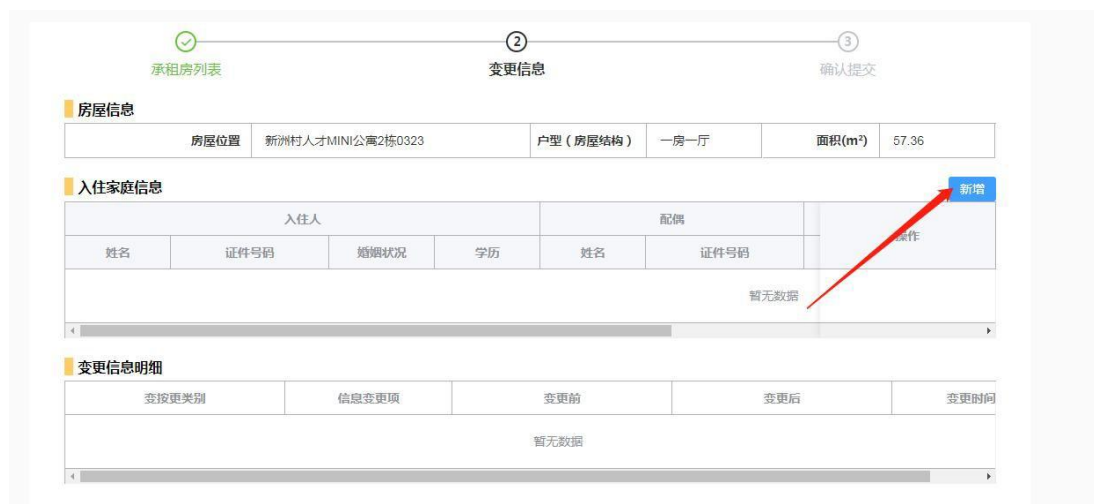 ② ③
承租房列表 变更信息 确认提交
房屋信息
房屋位置 新洲村人才MINI公寓2栋0323 户型（房屋结构） 一房一厅 面积(m²) 57.36
入住家庭信息 新增
入住人 配偶 操作
姓名 证件号码 婚姻状况 学历 姓名 证件号码
暂无数据
变更信息明细
变按更类别 信息变更项 变更前 变更后 变更时间
暂无数据